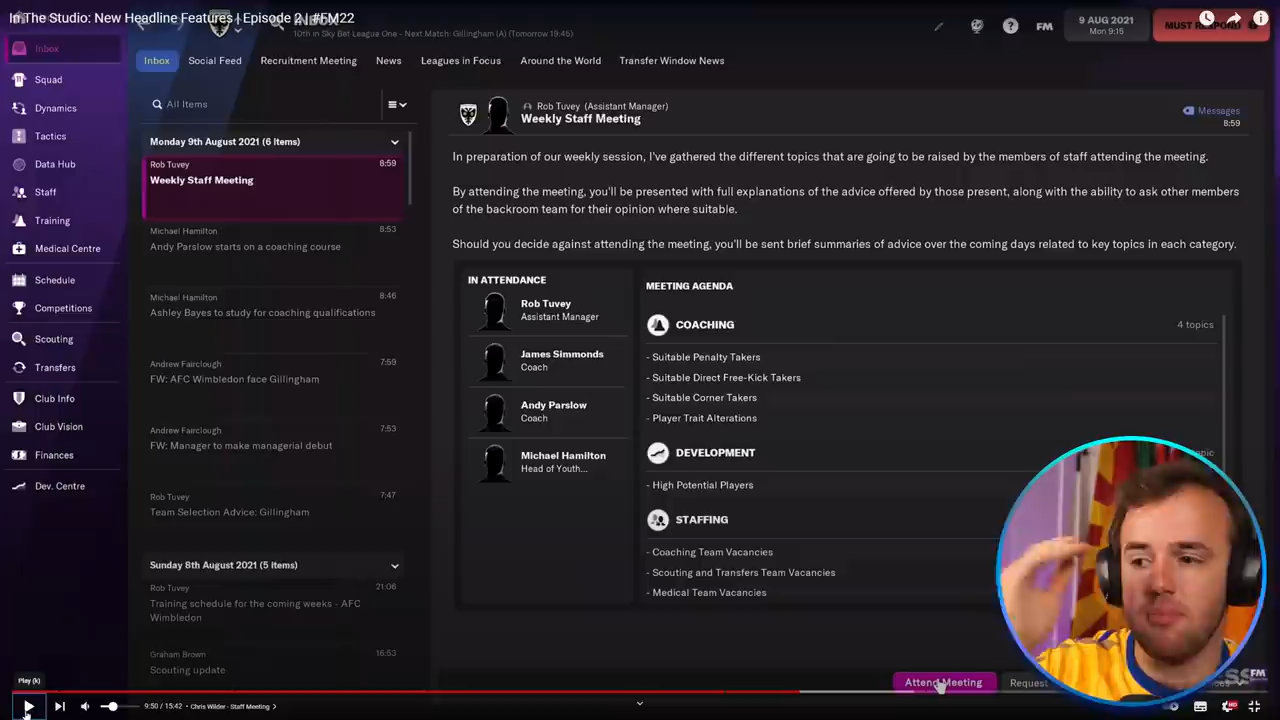 In The Studio: New Headline Features | Episode 2 | #FM22
INBOX
10th in Sky Bet League One - Next Match: Gillingham (A) (Tomorrow 19:45)
FM
9 AUG 2021
Mon 9:15
MUST RESPOND
Inbox
Squad
Dynamics
Tactics
Data Hub
Staff
Training
Medical Centre
Schedule
Competitions
Scouting
Transfers
Club Info
Club Vision
Finances
Dev. Centre
Inbox
Social Feed
Recruitment Meeting
News
Leagues in Focus
Around the World
Transfer Window News
All Items
Monday 9th August 2021 (6 Items)
Rob Tuvey
8:59
Weekly Staff Meeting
Michael Hamilton
8:53
Andy Parslow starts on a coaching course
Michael Hamilton
8:46
Ashley Bayes to study for coaching qualifications
Andrew Fairclough
7:59
FW: AFC Wimbledon face Gillingham
Andrew Fairclough
7:53
FW: Manager to make managerial debut
Rob Tuvey
7:47
Team Selection Advice: Gillingham
Sunday 8th August 2021 (5 Items)
Rob Tuvey
21:06
Training schedule for the coming weeks - AFC
Wimbledon
Graham Brown
16:53
Scouting update
Rob Tuvey (Assistant Manager)
Weekly Staff Meeting
Messages
8:59
In preparation of our weekly session, I've gathered the different topics that are going to be raised by the members of staff attending the meeting.
By attending the meeting, you'll be presented with full explanations of the advice offered by those present, along with the ability to ask other members
of the backroom team for their opinion where suitable.
Should you decide against attending the meeting, you'll be sent brief summaries of advice over the coming days related to key topics in each category.
IN ATTENDANCE
Rob Tuvey
Assistant Manager
James Simmonds
Coach
Andy Parslow
Coach
Michael Hamilton
Head of Youth...
MEETING AGENDA
COACHING
4 topics
- Suitable Penalty Takers
- Suitable Direct Free-Kick Takers
- Suitable Corner Takers
- Player Trait Alterations
DEVELOPMENT
- High Potential Players
STAFFING
- Coaching Team Vacancies
- Scouting and Transfers Team Vacancies
- Medical Team Vacancies
Attend Meeting
Request
FM
Play (k)
9:50 / 15:42 • Chris Wilder - Staff Meeting
HD